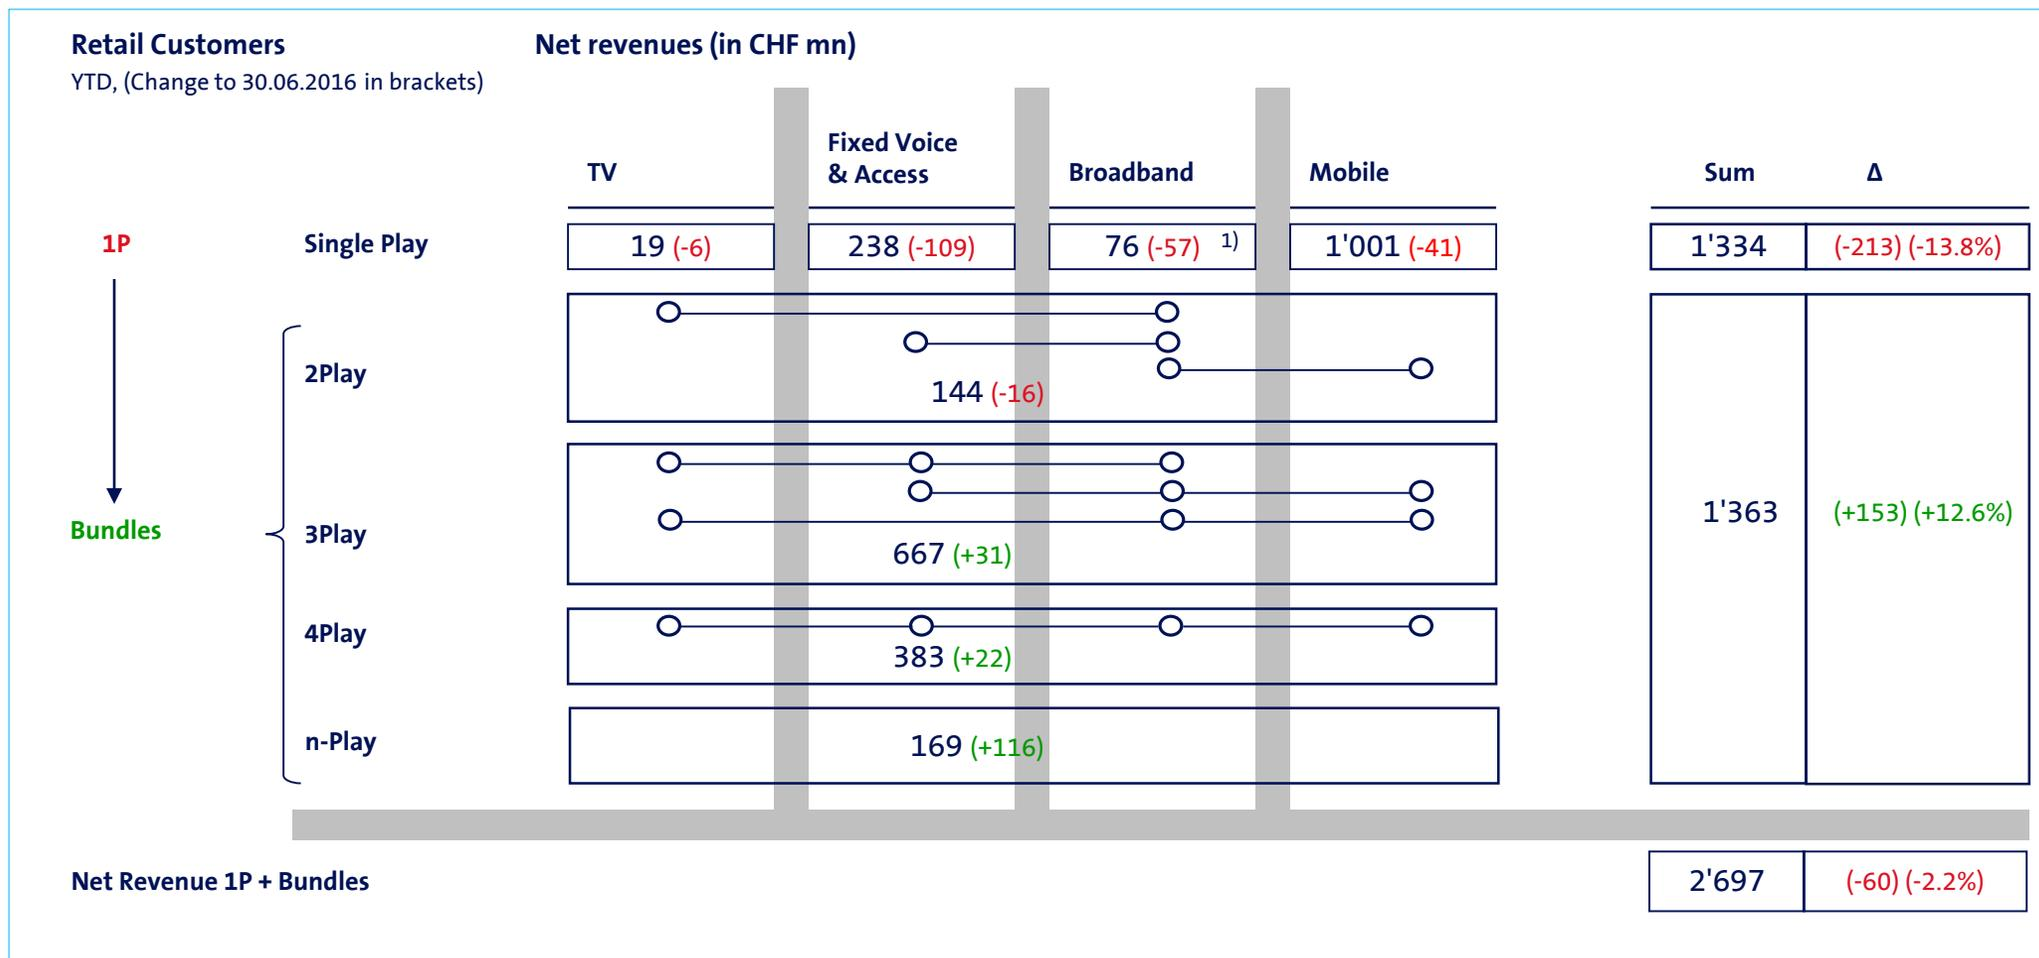 Retail Customers
Net revenues (in CHF mn)
YTD, (Change to 30.06.2016 in brackets)
TV
Fixed Voice
& Access
Broadband
Mobile
Sum
Δ
1P
Single Play
19 (-6)
238 (-109)
76 (-57) 1)
1'001 (-41)
1'334
(-213) (-13.8%)
2Play
144 (-16)
Bundles
3Play
667 (+31)
1'363
(+153) (+12.6%)
4Play
383 (+22)
n-Play
169 (+116)
Net Revenue 1P + Bundles
2'697
(-60) (-2.2%)